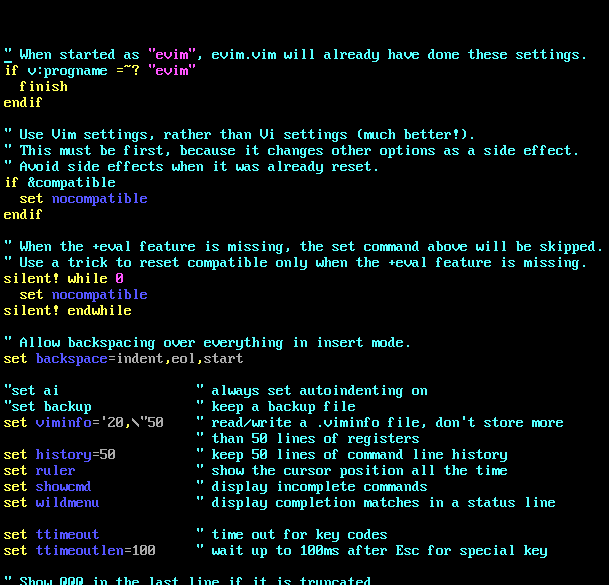 " When started as "evim", evim.vim will already have done these settings.
if v:progname =~? "evim"
  finish
endif

" Use Vim settings, rather than Vi settings (much better!).
" This must be first, because it changes other options as a side effect.
" Avoid side effects when it was already reset.
if &compatible
  set nocompatible
endif

" When the +eval feature is missing, the set command above will be skipped.
" Use a trick to reset compatible only when the +eval feature is missing.
silent! while 0
  set nocompatible
silent! endwhile

" Allow backspacing over everything in insert mode.
set backspace=indent,eol,start

"set ai                 " always set autoindenting on
"set backup             " keep a backup file
set viminfo='20,\"50    " read/write a .viminfo file, don't store more
                        " than 50 lines of registers
set history=50          " keep 50 lines of command line history
set ruler               " show the cursor position all the time
set showcmd             " display incomplete commands
set wildmenu            " display completion matches in a status line

set ttimeout            " time out for key codes
set ttimeoutlen=100     " wait up to 100ms after Esc for special key

" Show @@@ in the last line if it is truncated